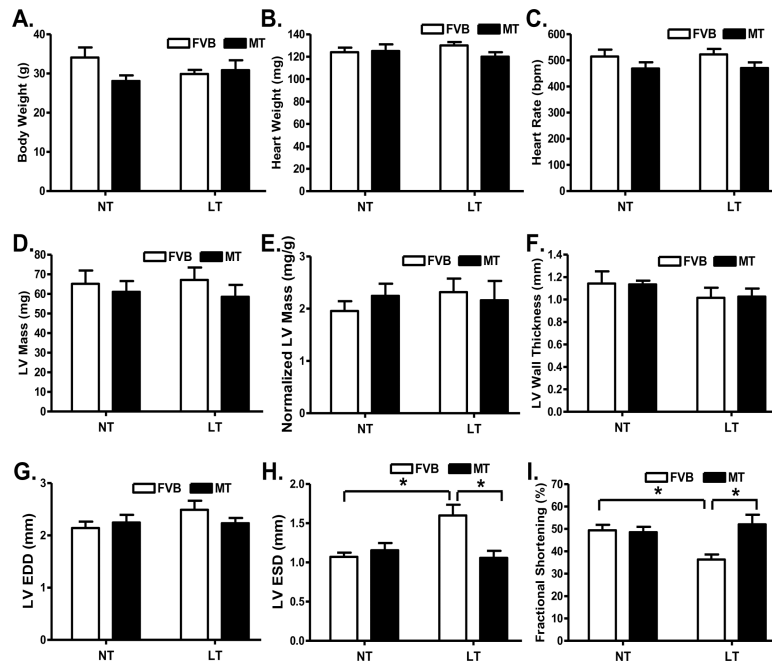 A.
FVB MT
Body Weight (g)
40
30
20
10
0
NT LT
B.
FVB MT
Heart Weight (mg)
140
120
100
80
60
40
20
0
NT LT
C.
FVB MT
Heart Rate (bpm)
600
500
400
300
200
100
0
NT LT
D.
FVB MT
LV Mass (mg)
80
70
60
50
40
30
20
10
0
NT LT
E.
FVB MT
Normalized LV Mass (mg/g)
3
2
1
0
NT LT
F.
FVB MT
LV Wall Thickness (mm)
1.4
1.2
1.0
0.8
0.6
0.4
0.2
0.0
NT LT
G.
FVB MT
LV EDD (mm)
3
2
1
0
NT LT
H.
FVB MT
* *
LV ESD (mm)
2.0
1.5
1.0
0.5
0.0
NT LT
I.
FVB MT
* *
Fractional Shortening (%)
70
60
50
40
30
20
10
0
NT LT